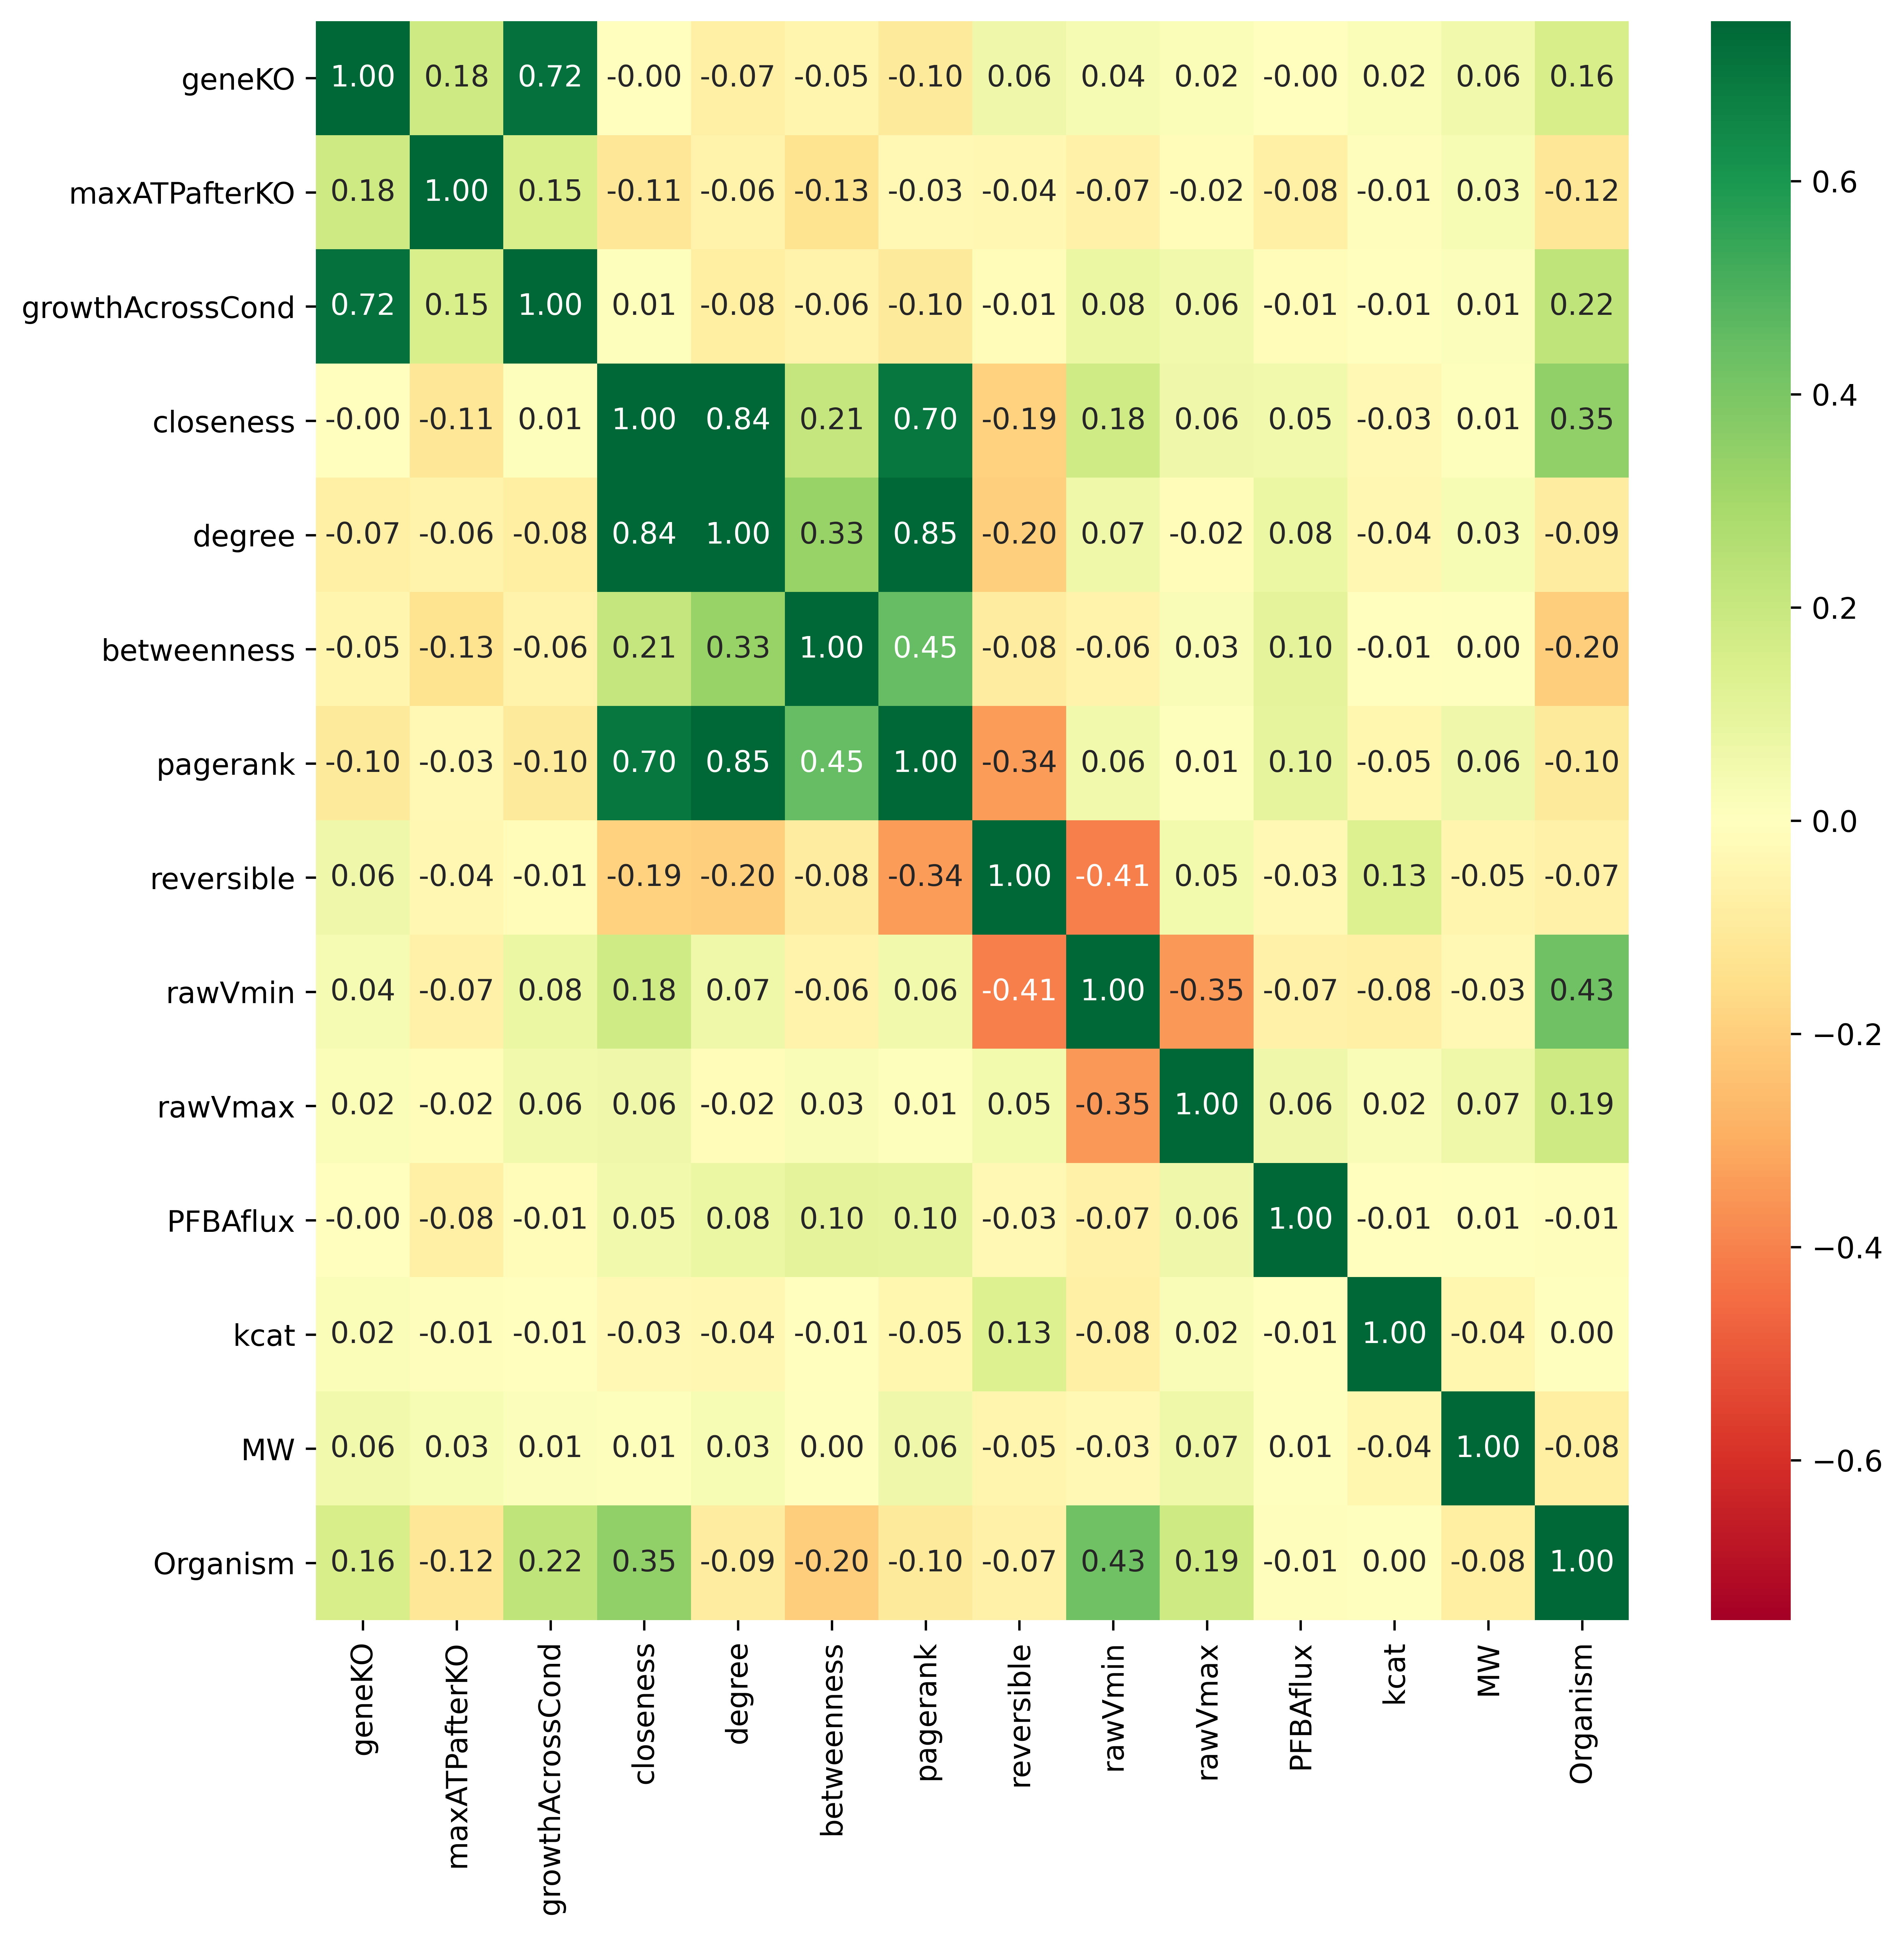 geneKO 1.00 0.18 0.72 -0.00 -0.07 -0.05 -0.10 0.06 0.04 0.02 -0.00 0.02 0.06 0.16
maxATPafterKO 0.18 1.00 0.15 -0.11 -0.06 -0.13 -0.03 -0.04 -0.07 -0.02 -0.08 -0.01 0.03 -0.12
growthAcrossCond 0.72 0.15 1.00 0.01 -0.08 -0.06 -0.10 -0.01 0.08 0.06 -0.01 -0.01 0.01 0.22
closeness -0.00 -0.11 0.01 1.00 0.84 0.21 0.70 -0.19 0.18 0.06 0.05 -0.03 0.01 0.35
degree -0.07 -0.06 -0.08 0.84 1.00 0.33 0.85 -0.20 0.07 -0.02 0.08 -0.04 0.03 -0.09
betweenness -0.05 -0.13 -0.06 0.21 0.33 1.00 0.45 -0.08 -0.06 0.03 0.10 -0.01 0.00 -0.20
pagerank -0.10 -0.03 -0.10 0.70 0.85 0.45 1.00 -0.34 0.06 0.01 0.10 -0.05 0.06 -0.10
reversible 0.06 -0.04 -0.01 -0.19 -0.20 -0.08 -0.34 1.00 -0.41 0.05 -0.03 0.13 -0.05 -0.07
rawVmin 0.04 -0.07 0.08 0.18 0.07 -0.06 0.06 -0.41 1.00 -0.35 -0.07 -0.08 -0.03 0.43
rawVmax 0.02 -0.02 0.06 0.06 -0.02 0.03 0.01 0.05 -0.35 1.00 0.06 0.02 0.07 0.19
PFBAflux -0.00 -0.08 -0.01 0.05 0.08 0.10 0.10 -0.03 -0.07 0.06 1.00 -0.01 0.01 -0.01
kcat 0.02 -0.01 -0.01 -0.03 -0.04 -0.01 -0.05 0.13 -0.08 0.02 -0.01 1.00 -0.04 0.00
MW 0.06 0.03 0.01 0.01 0.03 0.00 0.06 -0.05 -0.03 0.07 0.01 -0.04 1.00 -0.08
Organism 0.16 -0.12 0.22 0.35 -0.09 -0.20 -0.10 -0.07 0.43 0.19 -0.01 0.00 -0.08 1.00
geneKO
maxATPafterKO
growthAcrossCond
closeness
degree
betweenness
pagerank
reversible
rawVmin
rawVmax
PFBAflux
kcat
MW
Organism
0.6
0.4
0.2
0.0
−0.2
−0.4
−0.6